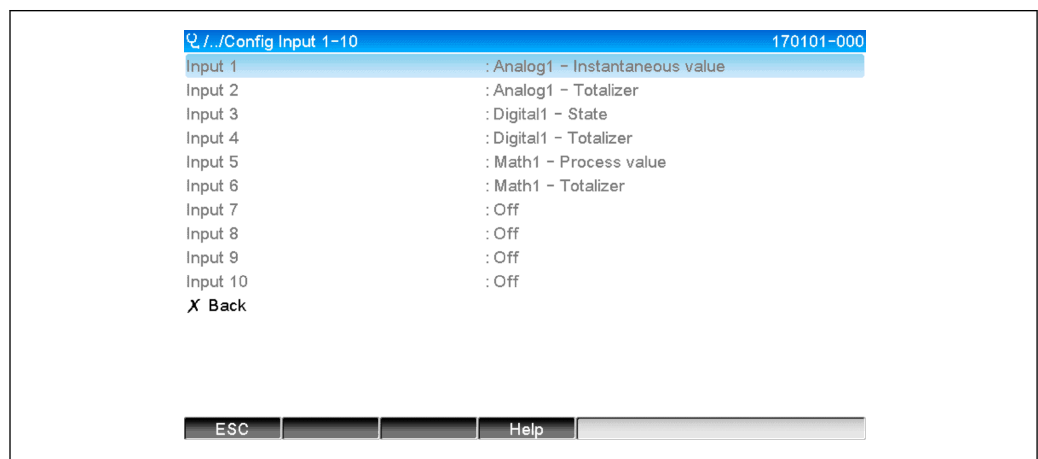 /../Config Input 1-10 170101-000
Input 1 : Analog1 - Instantaneous value
Input 2 : Analog1 - Totalizer
Input 3 : Digital1 - State
Input 4 : Digital1 - Totalizer
Input 5 : Math1 - Process value
Input 6 : Math1 - Totalizer
Input 7 : Off
Input 8 : Off
Input 9 : Off
Input 10 : Off
X Back
ESC Help